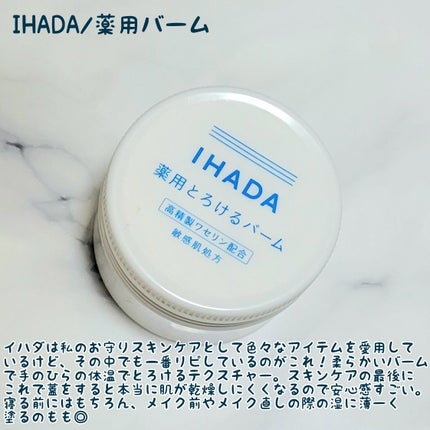 IHADA/薬用バーム
IHADA
薬用とろけるバーム
高精製ワセリン配合
敏感肌処方
イハダは私のお守りスキンケアとして色々なアイテムを愛用して
いるけど、その中でも一番リピしているのがこれ！柔らかいバーム
で手のひらの体温でとろけるテクスチャー。スキンケアの最後に
これで蓋をすると本当に肌が乾燥しにくくなるので安心感すごい。
寝る前にはもちろん、メイク前やメイク直しの際の湿に薄ーく
塗るのもも◎